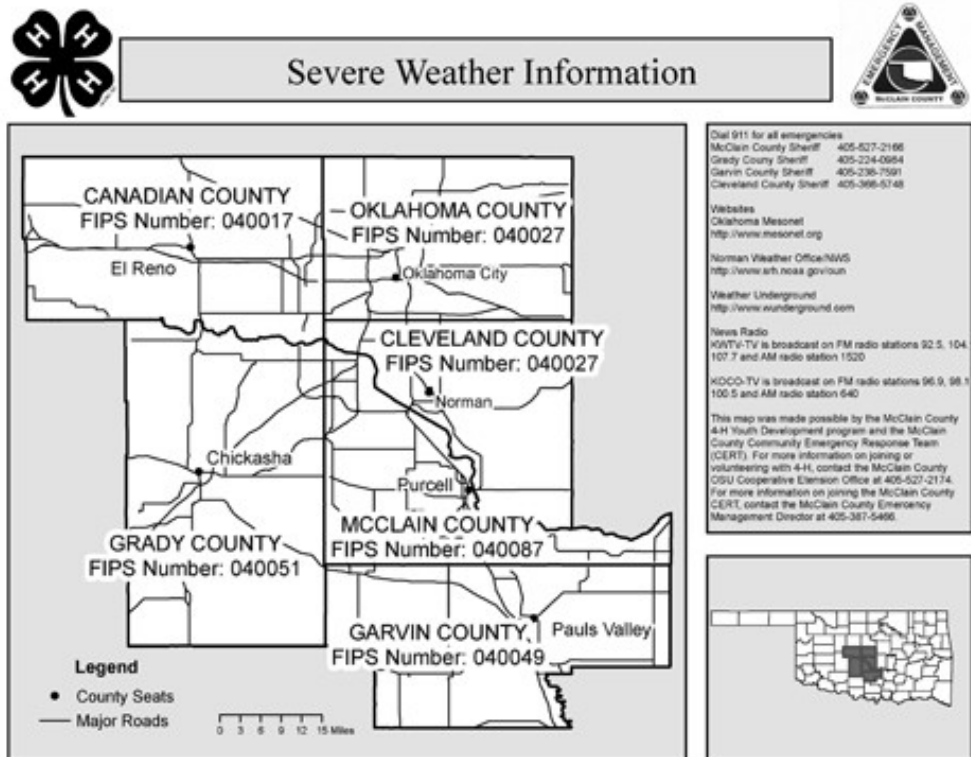 H H
H H
Severe Weather Information
EMERGENCY MANAGEMENT
McCLAIN COUNTY
CANADIAN COUNTY
FIPS Number: 040017
El Reno
OKLAHOMA COUNTY
FIPS Number: 040027
Oklahoma City
CLEVELAND COUNTY
FIPS Number: 040027
Norman
Chickasha
Purcell
GRADY COUNTY
FIPS Number: 040051
MCCLAIN COUNTY
FIPS Number: 040087
GARVIN COUNTY
FIPS Number: 040049
Pauls Valley
Legend
County Seats
Major Roads
0 3 6 9 12 15 Miles
Dial 911 for all emergencies
McClain County Sheriff 405-527-2166
Grady Couny Sheriff 405-224-0984
Garvin County Sheriff 405-238-7591
Cleveland County Sheriff 405-366-5748
Websites
Oklahoma Mesonet
http://www.mesonet.org
Norman Weather Office/NWS
http://www.srh.noaa.gov/oun
Weather Underground
http://www.wunderground.com
News Radio
KWTV-TV is broadcast on FM radio stations 92.5, 104.
107.7 and AM radio station 1520
KOCO-TV is broadcast on FM radio stations 96.9, 98.1
100.5 and AM radio station 640
This map was made possible by the McClain County
4-H Youth Development program and the McClain
County Community Emergency Response Team
(CERT). For more information on joining or
volunteering with 4-H, contact the McClain County
OSU Cooperative Etension Office at 405-527-2174.
For more information on joining the McClain County
CERT, contact the McClain County Emercency
Management Director at 405-387-5466.